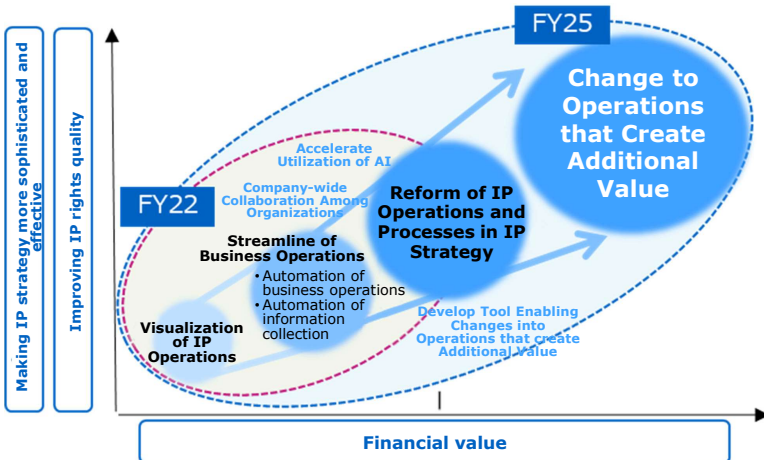 Making IP strategy more sophisticated and
effective
Improving IP rights quality
FY25
Change to
Operations
that Create
Additional
Value
Accelerate
Utilization of AI
Company-wide
Collaboration Among
Organizations
FY22
Reform of IP
Operations and
Processes in IP
Strategy
Streamline of
Business Operations
・Automation of
business operations
・Automation of
information
collection
Visualization
of IP
Operations
Develop Tool Enabling
Changes into
Operations that create
Additional Value
Financial value